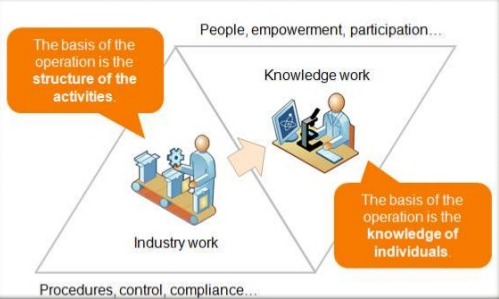 People, empowerment, participation…
The basis of the
operation is the
structure of the
activities.
Knowledge work
The basis of the
operation is the
knowledge of
individuals.
Industry work
Procedures, control, compliance…